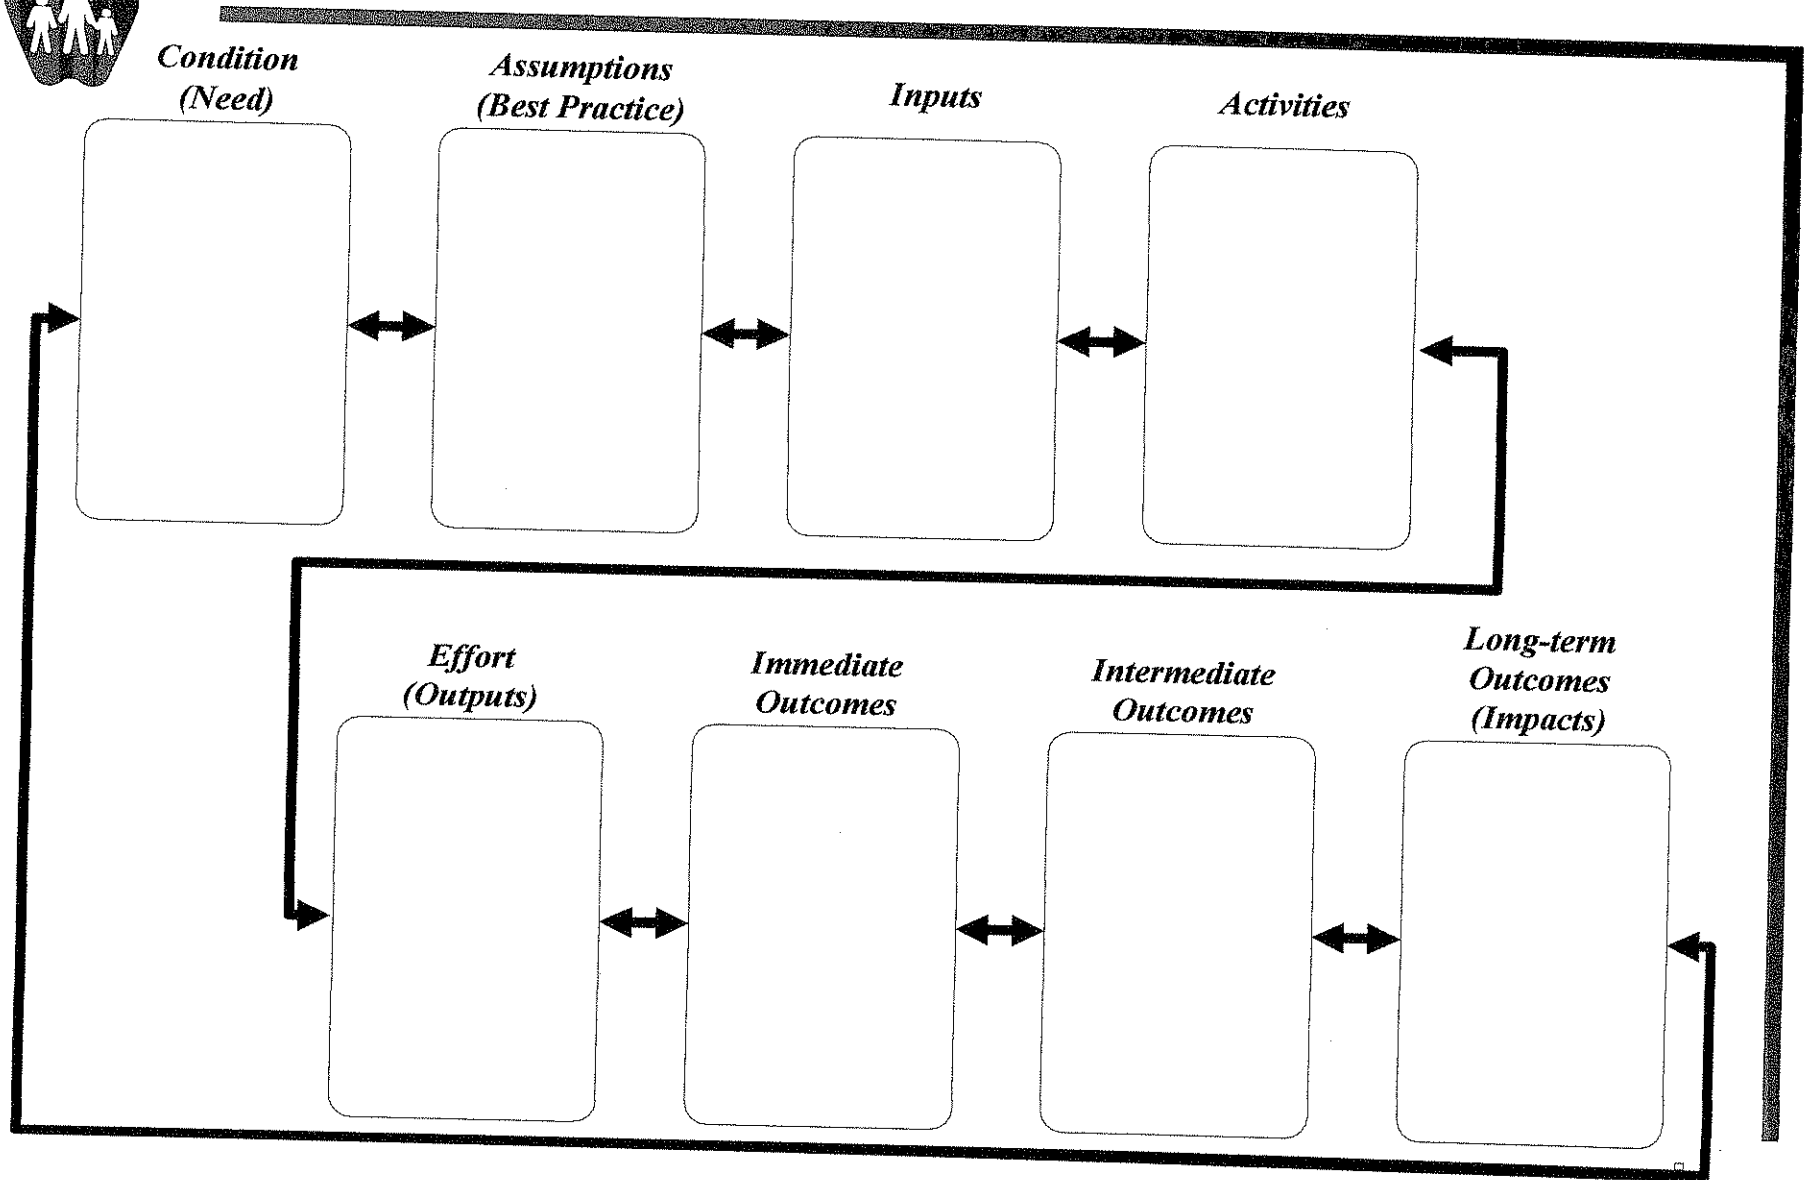 Condition
(Need)
Assumptions
(Best Practice)
Inputs
Activities
Effort
(Outputs)
Immediate
Outcomes
Intermediate
Outcomes
Long-term
Outcomes
(Impacts)